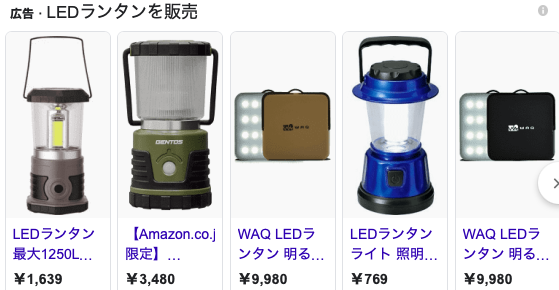 広告・LEDランタンを販売
GENTOS
WAQ
WAQ
LEDランタン
最大1250L...
¥1,639
【Amazon.co.j
限定】...
¥3,480
WAQ LEDラ
ンタン 明る...
¥9,980
LEDランタン
ライト 照明...
¥769
WAQ LEDラ
ンタン 明る...
¥9,980